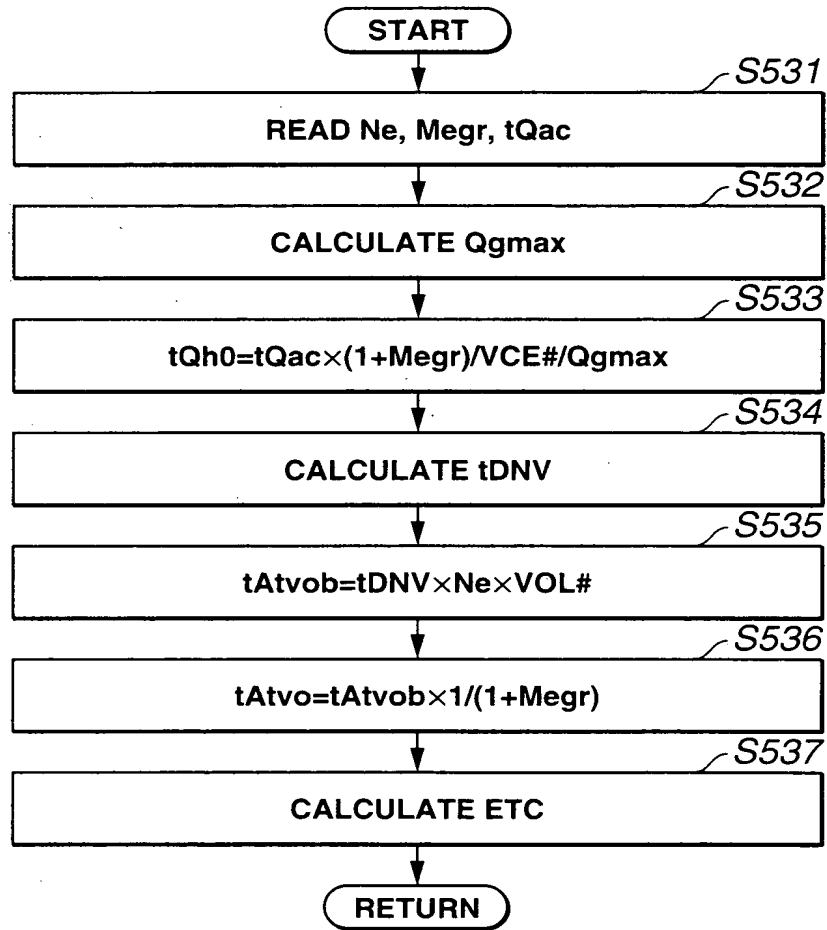 START
S531
READ Ne, Megr, tQac
S532
CALCULATE Qgmax
S533
tQh0=tQac×(1+Megr)/VCE#/Qgmax
S534
CALCULATE tDNV
S535
tAtvob=tDNV×Ne×VOL#
S536
tAtvo=tAtvob×1/(1+Megr)
S537
CALCULATE ETC
RETURN